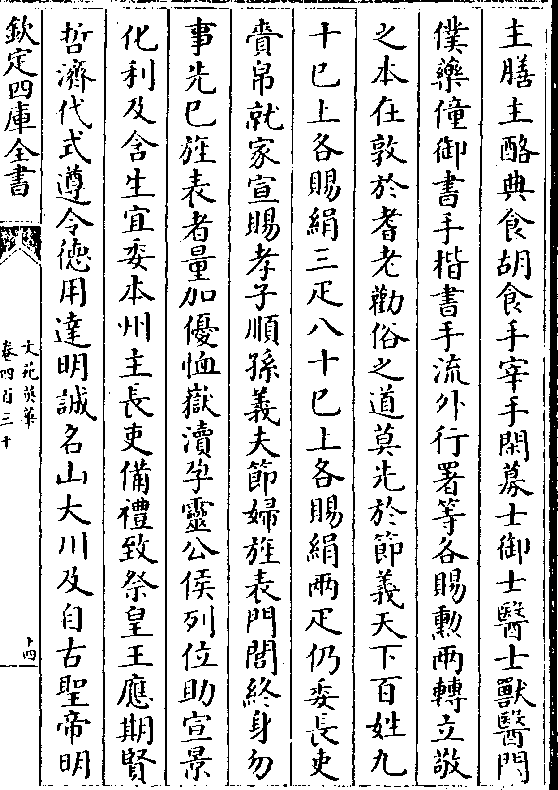 主膳主酪典食胡食手宰手閑募士御士醫士獸醫門
僕藥僮御書手楷書手流外行署等各賜勲兩轉立敬
之本在敦於耆老勸俗之道莫先於節義天下百姓九
十已上各賜絹三疋八十已上各賜絹兩疋仍委長吏
賫帛就家宣賜孝子順孫義夫節婦旌表門閭終身勿
事先已旌表者量加優恤嶽瀆孕靈公侯列位助宣景
化利及含生宜委本州主長吏備禮致祭皇王應期賢
哲濟代式遵令德用達明誠名山大川及自古聖帝明
欽定四庫全書
文苑英華
卷四百三十
十四